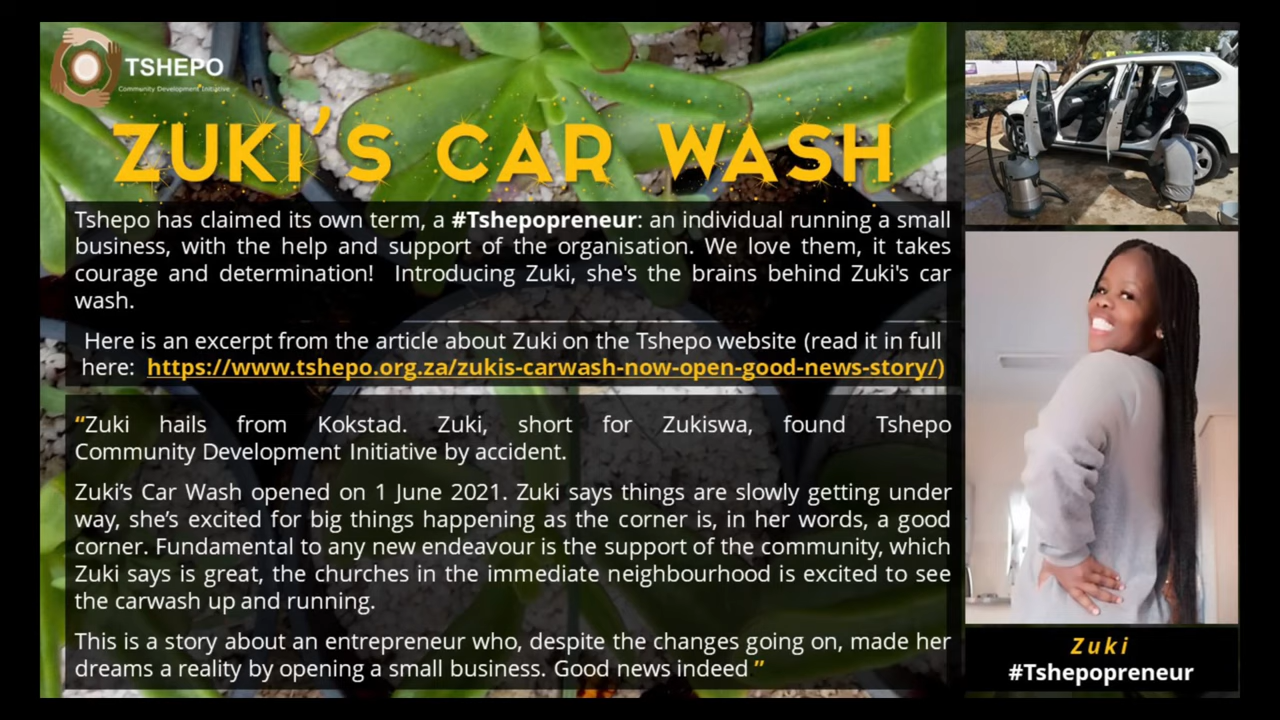 TSHEPO
Community Development Initiative
ZUKI'S CAR WASH
Tshepo has claimed its own term, a #Tshepopreneur: an individual running a small
business, with the help and support of the organisation. We love them, it takes
courage and determination! Introducing Zuki, she's the brains behind Zuki's car
wash.
Here is an excerpt from the article about Zuki on the Tshepo website (read it in full
here: https://www.tshepo.org.za/zukis-carwash-now-open-good-news-story/)
“Zuki hails from Kokstad. Zuki, short for Zukiswa, found Tshepo
Community Development Initiative by accident.
Zuki’s Car Wash opened on 1 June 2021. Zuki says things are slowly getting under
way, she’s excited for big things happening as the corner is, in her words, a good
corner. Fundamental to any new endeavour is the support of the community, which
Zuki says is great, the churches in the immediate neighbourhood is excited to see
the carwash up and running.
This is a story about an entrepreneur who, despite the changes going on, made her
dreams a reality by opening a small business. Good news indeed ”
Zuki
#Tshepopreneur